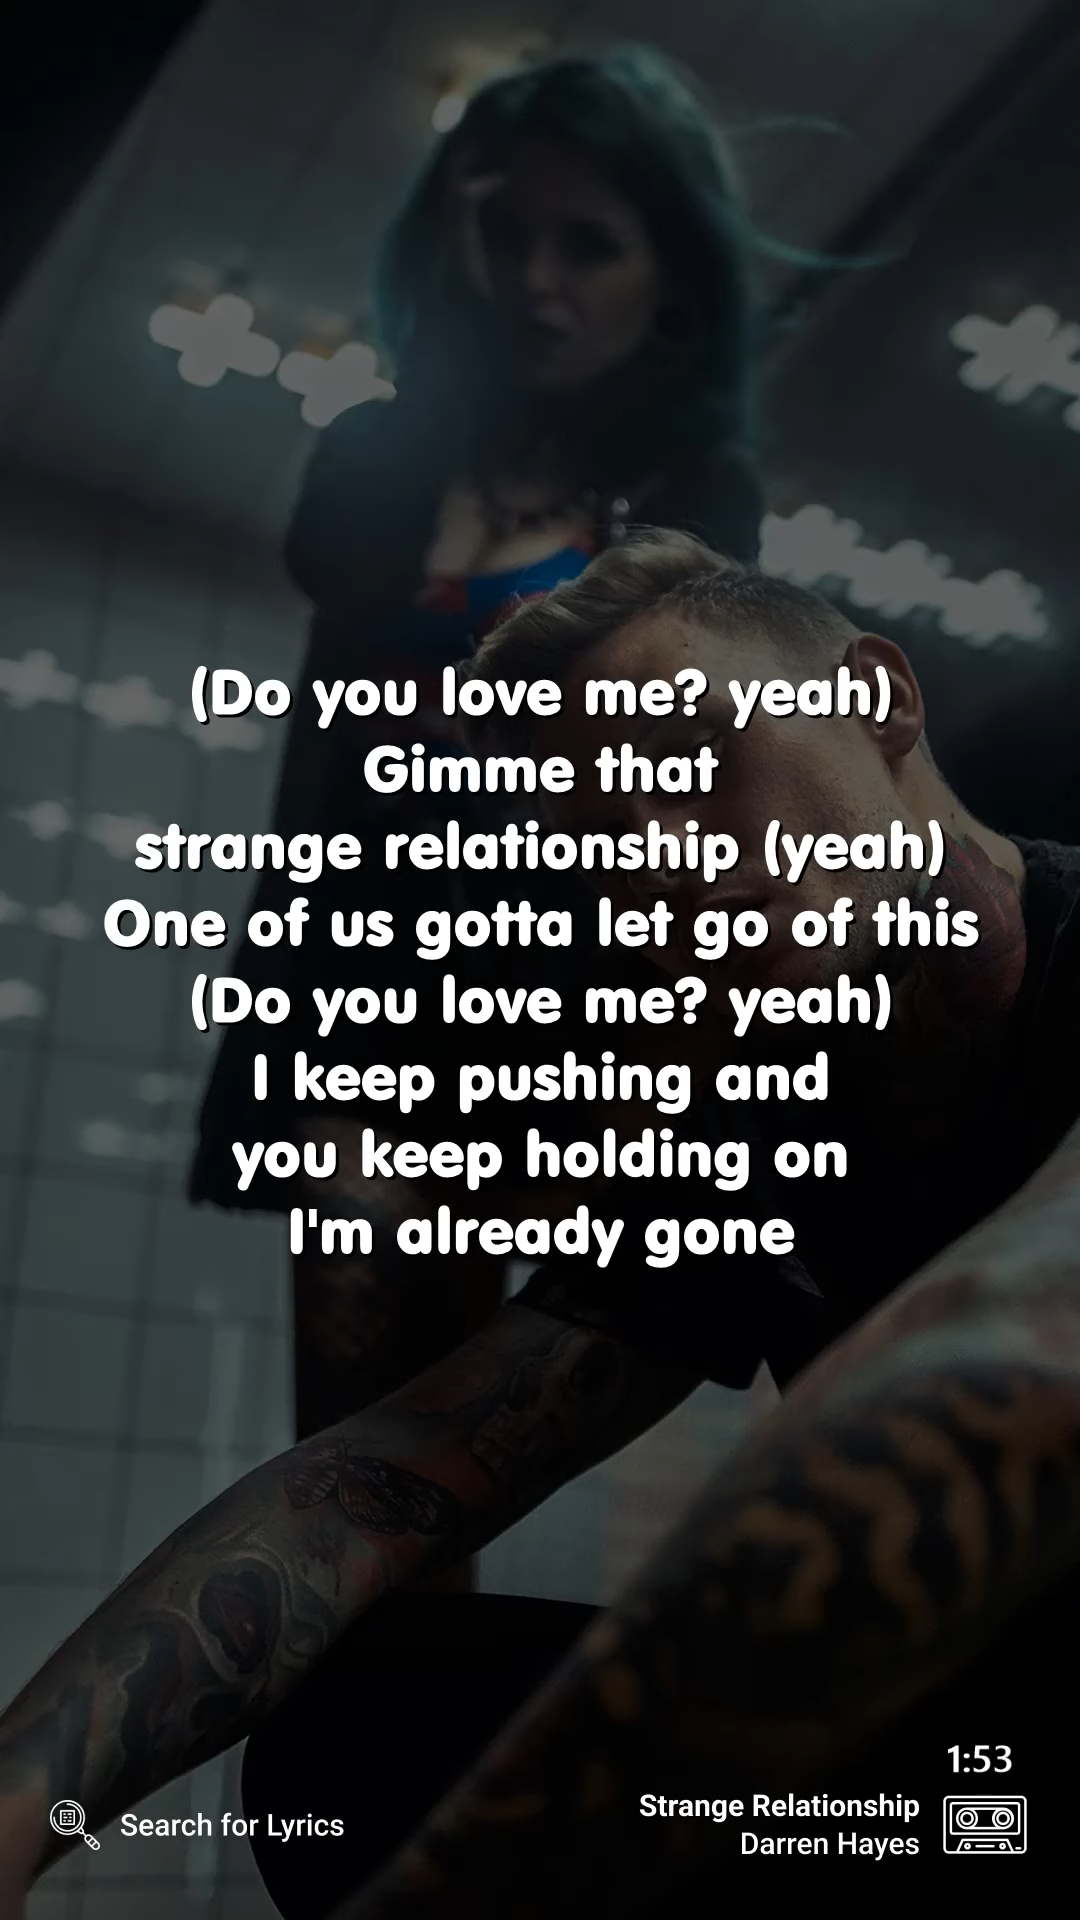 (Do you love me? yeah)
Gimme that
strange relationship (yeah)
One of us gotta let go of this
(Do you love me? yeah)
I keep pushing and
you keep holding on
I'm already gone
1:53
Strange Relationship
Darren Hayes
Search for Lyrics